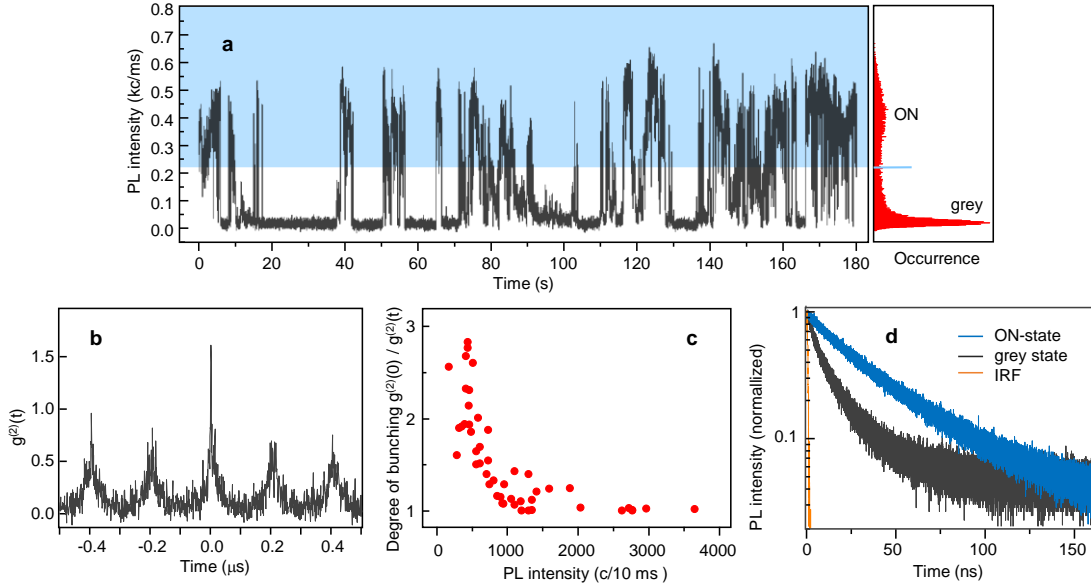 a
PL intensity (kc/ms)
0.8
0.7
0.6
0.5
0.4
0.3
0.2
0.1
0.0
0 20 40 60 80 100 120 140 160 180
Time (s)
ON
grey
Occurrence
b
g(2)(t)
1.5
1.0
0.5
0.0
-0.4 -0.2 0.0 0.2 0.4
Time (μs)
c
Degree of bunching g(2)(0) / g(2)(t)
3
2
1
0 1000 2000 3000 4000
PL intensity (c/10 ms )
d
ON-state
grey state
IRF
PL intensity (normallized)
1
0.1
0 50 100 150
Time (ns)